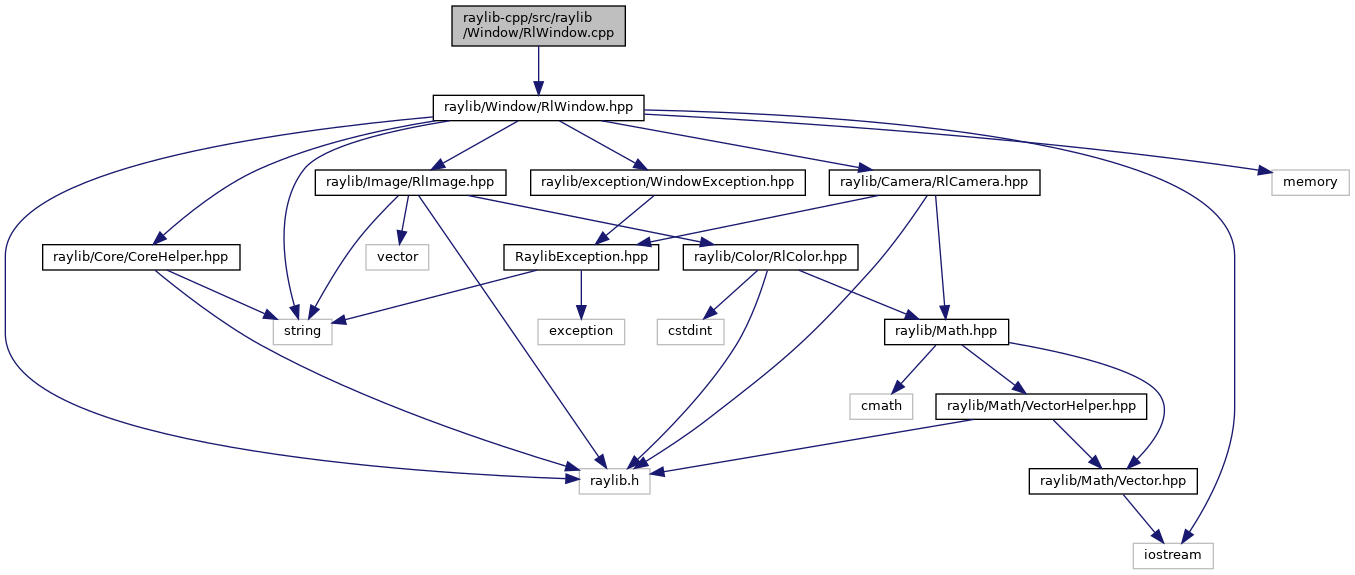 raylib-cpp/src/raylib
/Window/RlWindow.cpp
raylib/Window/RlWindow.hpp
raylib/Image/RlImage.hpp
raylib/exception/WindowException.hpp
raylib/Camera/RlCamera.hpp
memory
raylib/Core/CoreHelper.hpp
vector
RaylibException.hpp
raylib/Color/RlColor.hpp
string
exception
cstdint
raylib/Math.hpp
cmath
raylib/Math/VectorHelper.hpp
raylib.h
raylib/Math/Vector.hpp
iostream